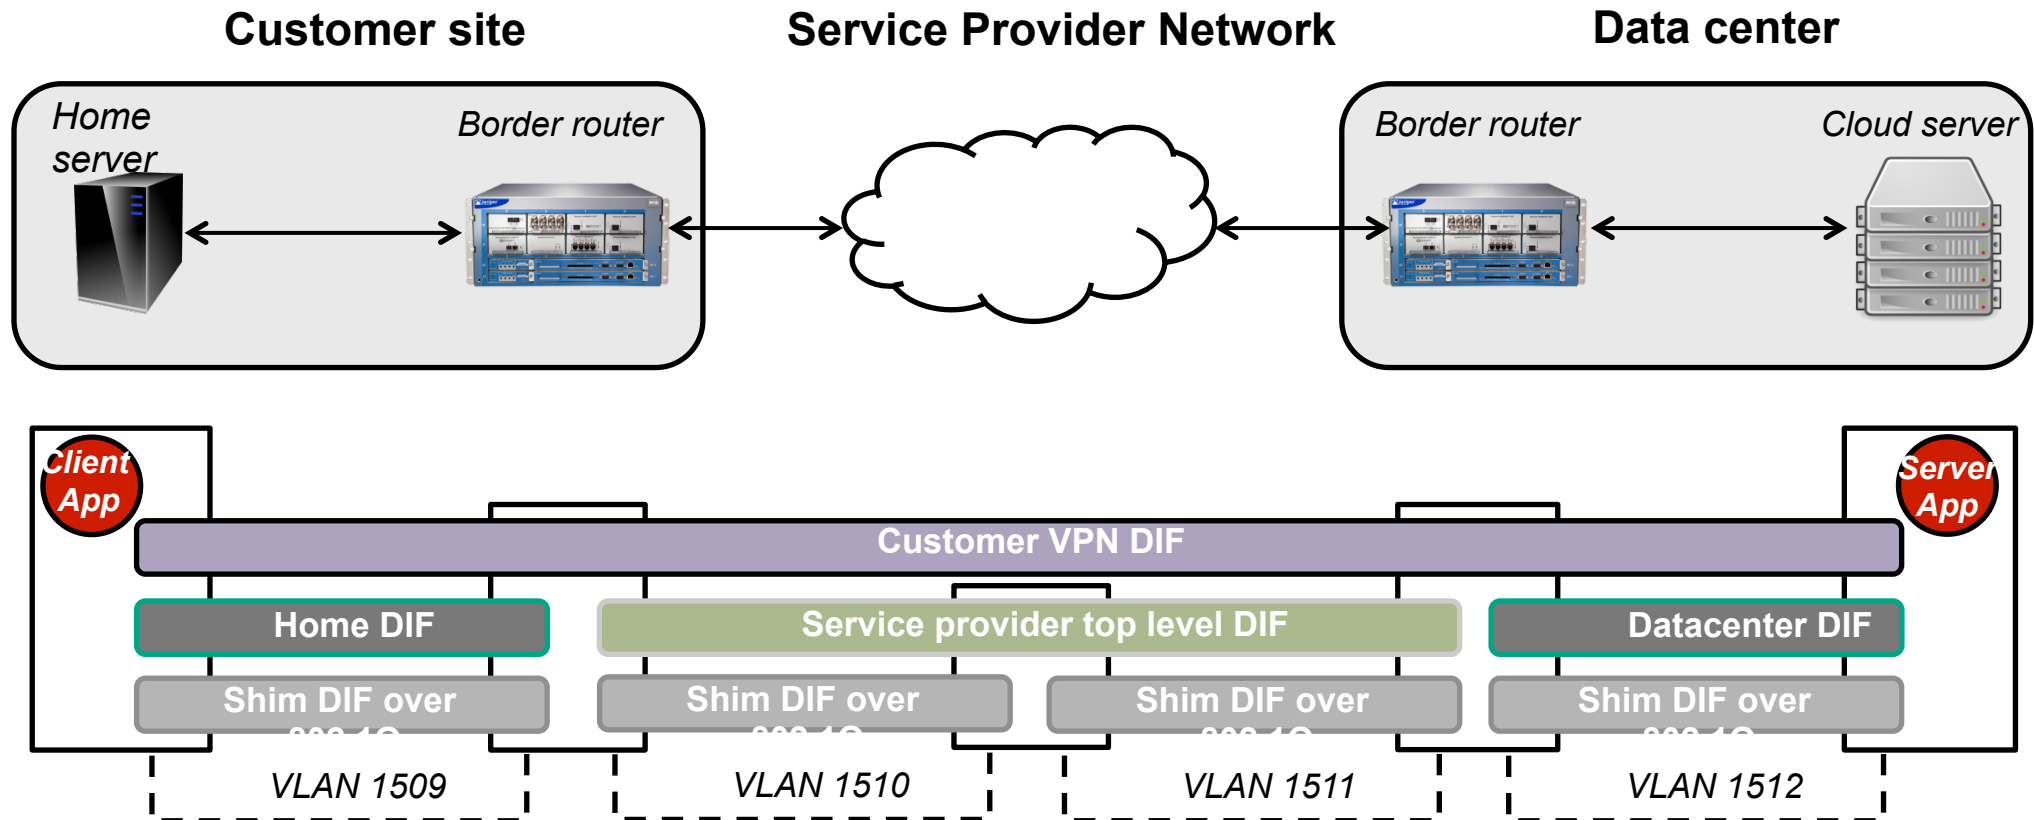 Customer site
Service Provider Network
Data center
Home
server
Border router
Border router
Cloud server
Client
App
Server
App
Customer VPN DIF
Home DIF
Service provider top level DIF
Datacenter DIF
Shim DIF over
Shim DIF over
Shim DIF over
Shim DIF over
VLAN 1509
VLAN 1510
VLAN 1511
VLAN 1512